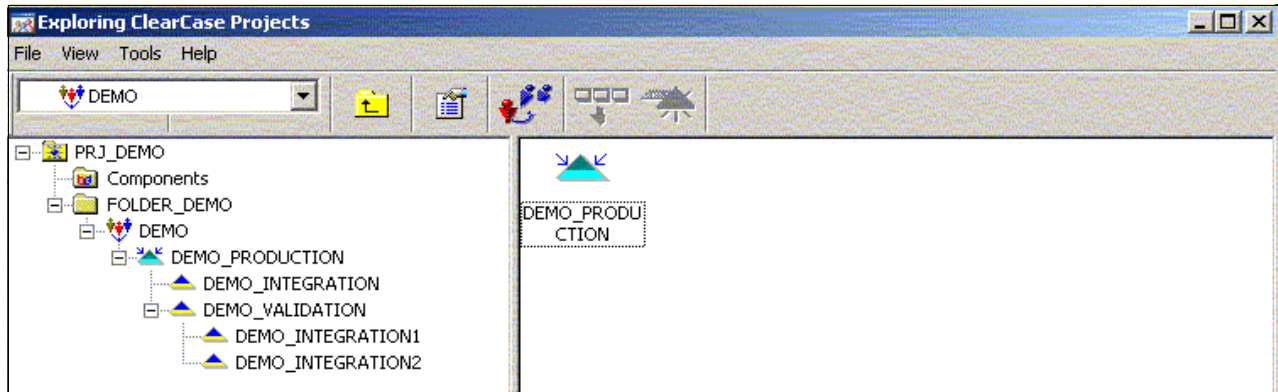 Exploring ClearCase Projects
File View Tools Help
DEMO
PRJ_DEMO
Components
FOLDER_DEMO
DEMO
DEMO_PRODUCTION
DEMO_INTEGRATION
DEMO_VALIDATION
DEMO_INTEGRATION1
DEMO_INTEGRATION2
DEMO_PRODU
CTION